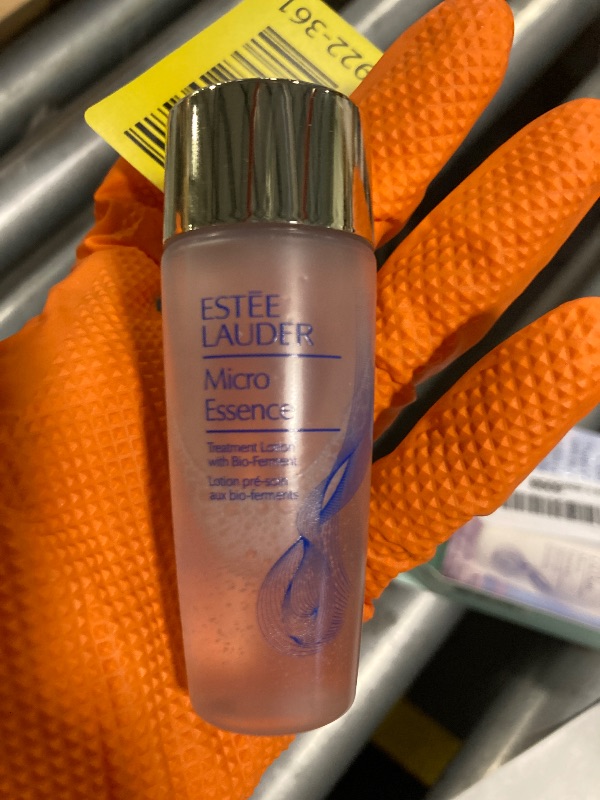 922-361
ESTĒE
LAUDER
Micro
Essence
Treatment Lotion
with Bio-Ferment
Lotion pré-soin
aux bio-ferments